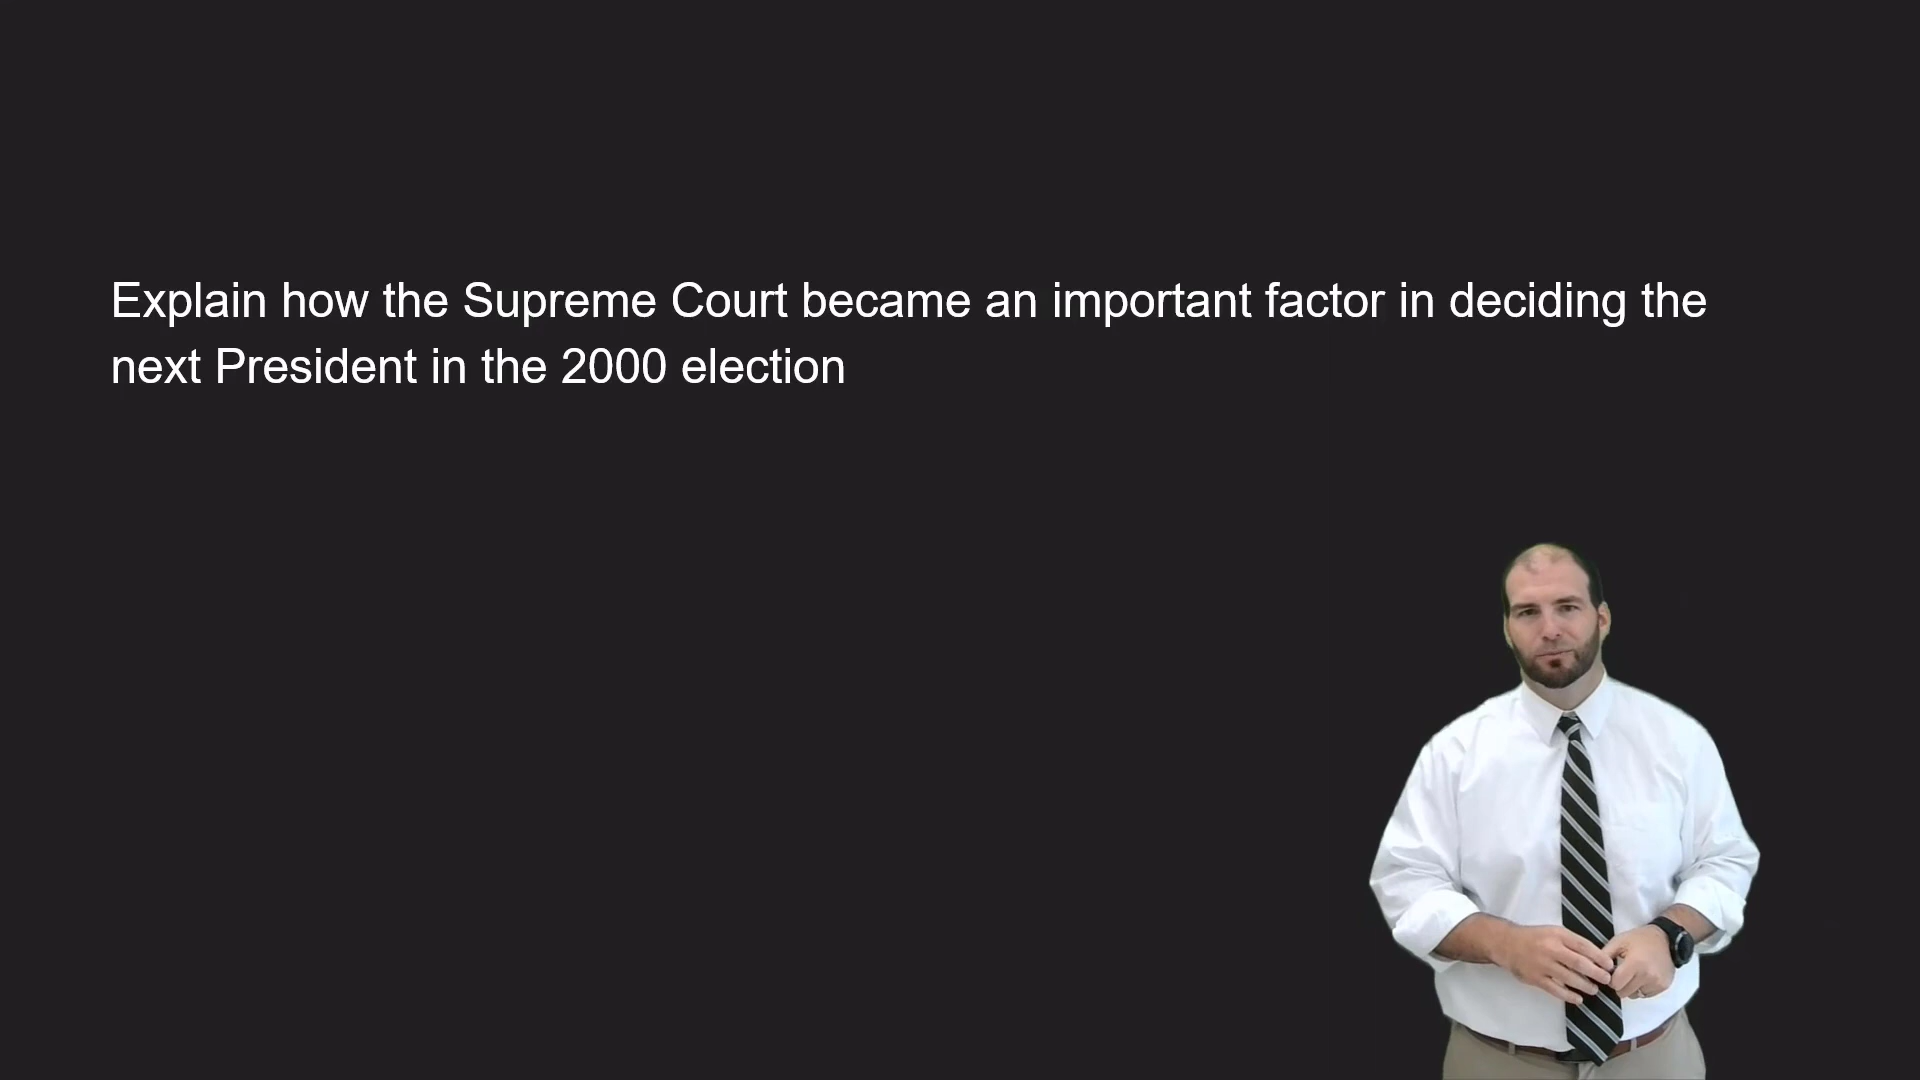 Explain how the Supreme Court became an important factor in deciding the
next President in the 2000 election